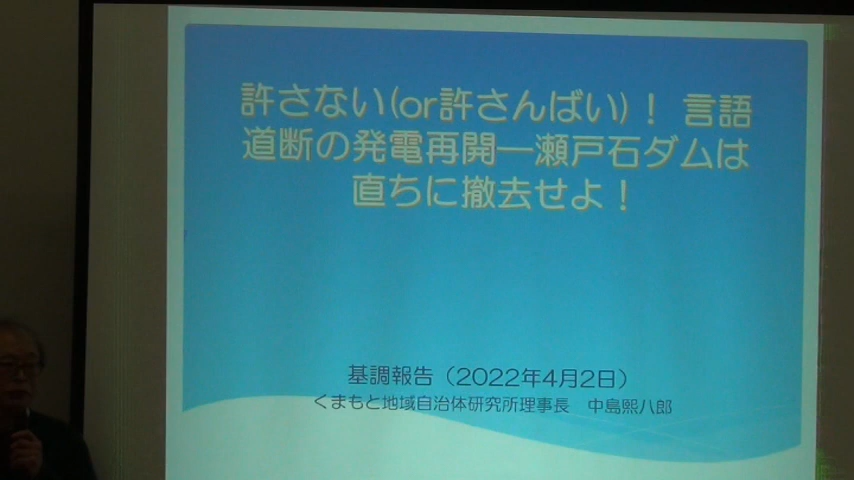 許さない(or許さんばい)！ 言語
道断の発電再開―瀬戸石ダムは
直ちに撤去せよ！
基調報告（2022年4月2日）
くまもと地域自治体研究所理事長　中島熙八郎